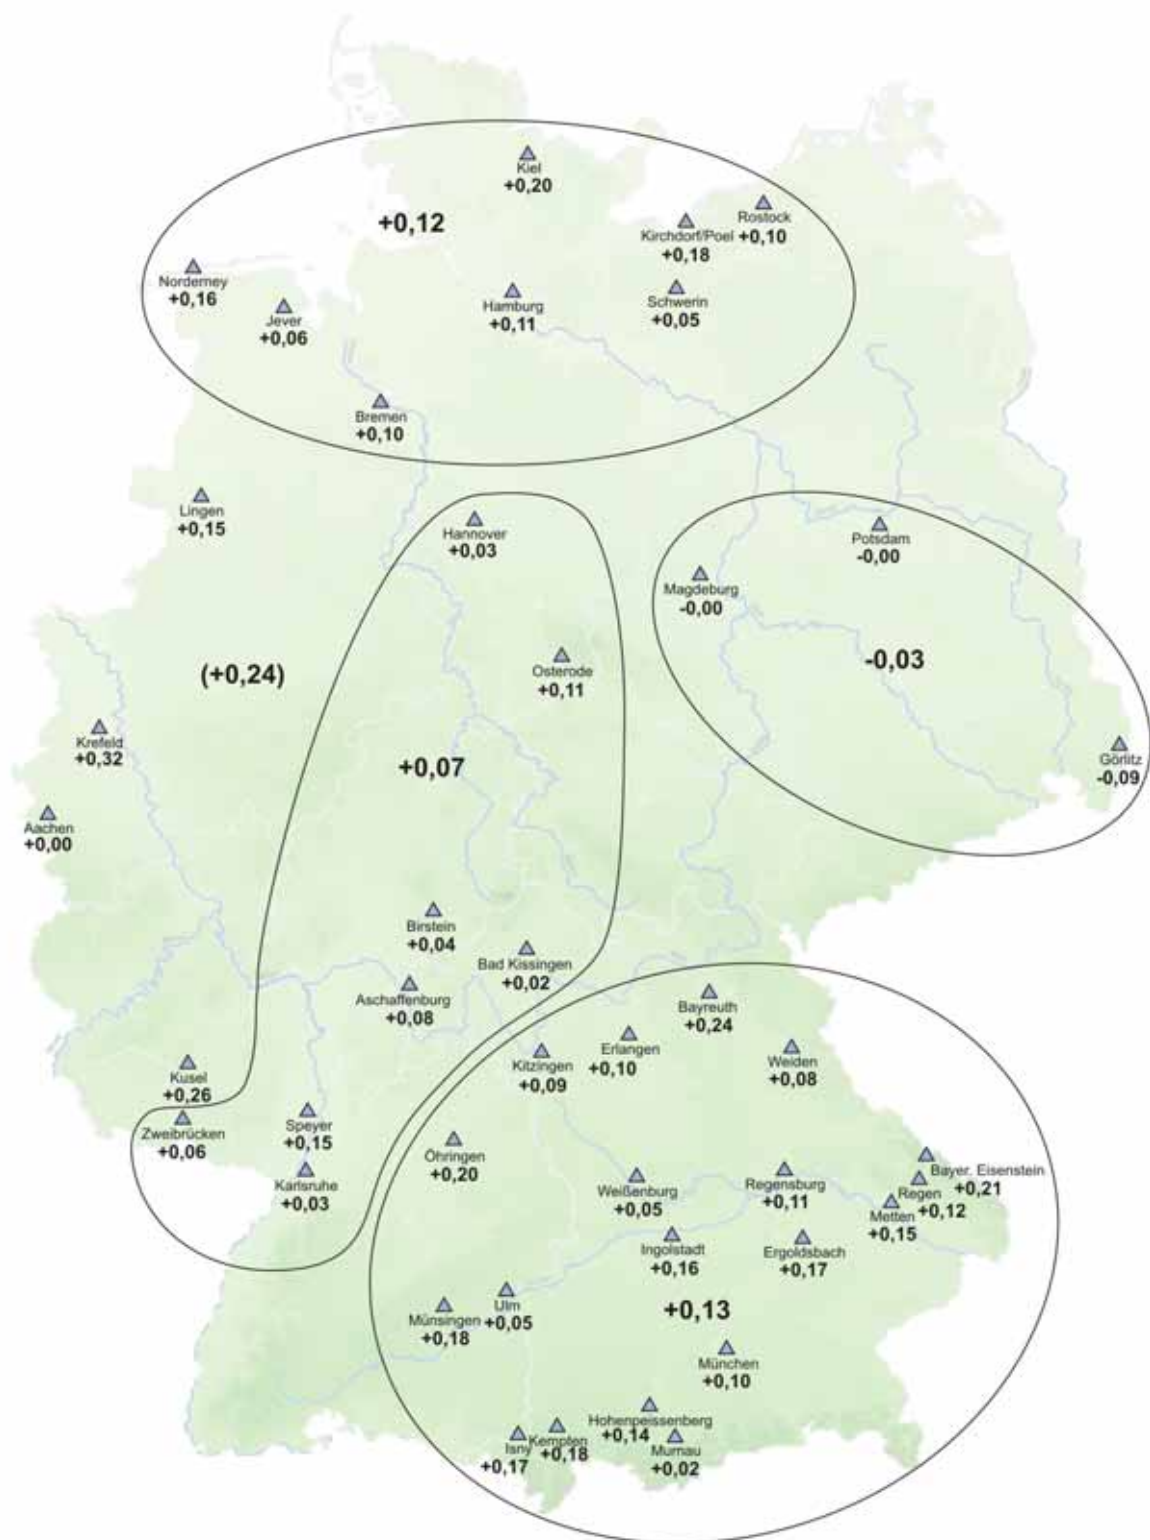 Kiel
+0,20
+0,12
Rostock
+0,10
Kirchdorf/Poel
+0,18
Norderney
+0,16
Jever
+0,06
Hamburg
+0,11
Schwerin
+0,05
Bremen
+0,10
Lingen
+0,15
Hannover
+0,03
Potsdam
-0,00
Magdeburg
-0,00
-0,03
(+0,24)
Osterode
+0,11
Krefeld
+0,32
+0,07
Görlitz
-0,09
Aachen
+0,00
Birstein
+0,04
Bad Kissingen
+0,02
Aschaffenburg
+0,08
Bayreuth
+0,24
Erlangen
+0,10
Weiden
+0,08
Kitzingen
+0,09
Kusel
+0,26
Zweibrücken
+0,06
Speyer
+0,15
Karlsruhe
+0,03
Öhringen
+0,20
Weißenburg
+0,05
Regensburg
+0,11
Bayer. Eisenstein
+0,21
Regen
+0,12
Metten
+0,15
Ingolstadt
+0,16
Ergoldsbach
+0,17
Ulm
+0,05
Münsingen
+0,18
+0,13
München
+0,10
Hohenpeissenberg
+0,14
Murnau
+0,02
Kempten
+0,18
Isny
+0,17